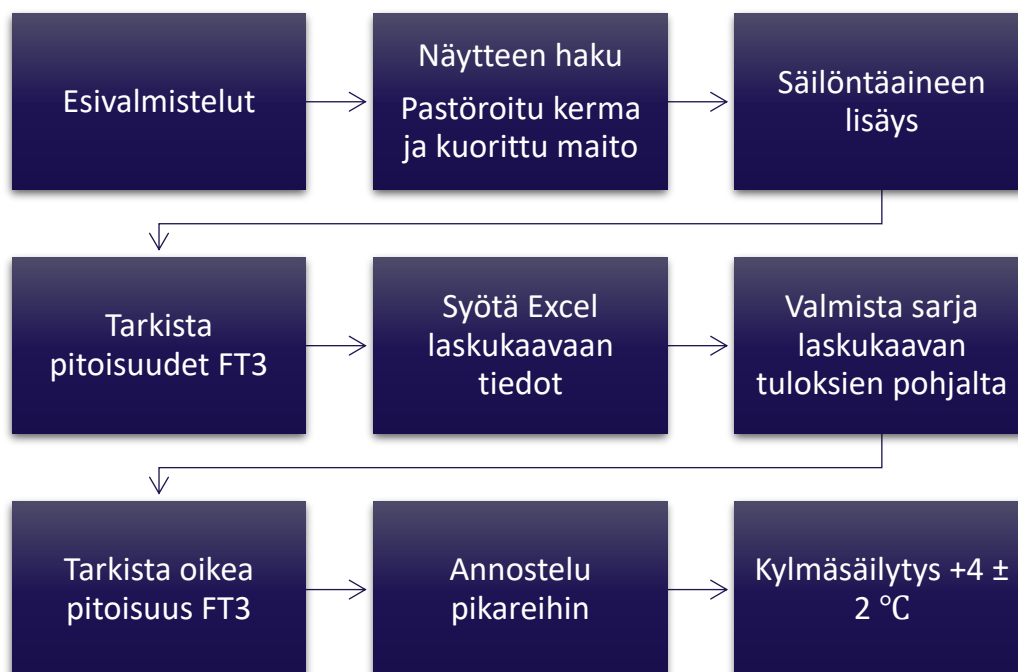 Esivalmistelut
Näytteen haku
Pastöroitu kerma
ja kuorittu maito
Säilöntäaineen
lisäys
Tarkista
pitoisuudet FT3
Syötä Excel
laskukaavaan
tiedot
Valmista sarja
laskukaavan
tuloksien pohjalta
Tarkista oikea
pitoisuus FT3
Annostelu
pikareihin
Kylmäsäilytys +4 ±
2 °C